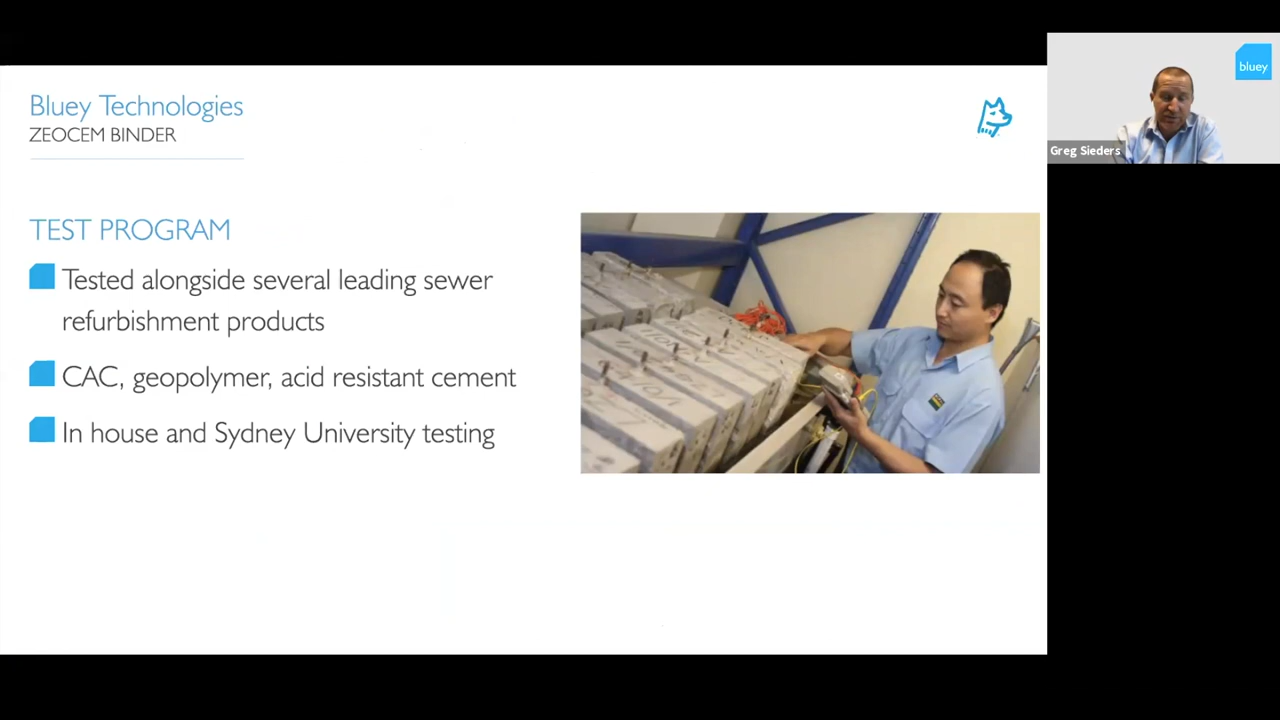 Bluey Technologies
ZEOCEM BINDER
bluey
Greg Sieders
TEST PROGRAM
Tested alongside several leading sewer
refurbishment products
CAC, geopolymer, acid resistant cement
In house and Sydney University testing